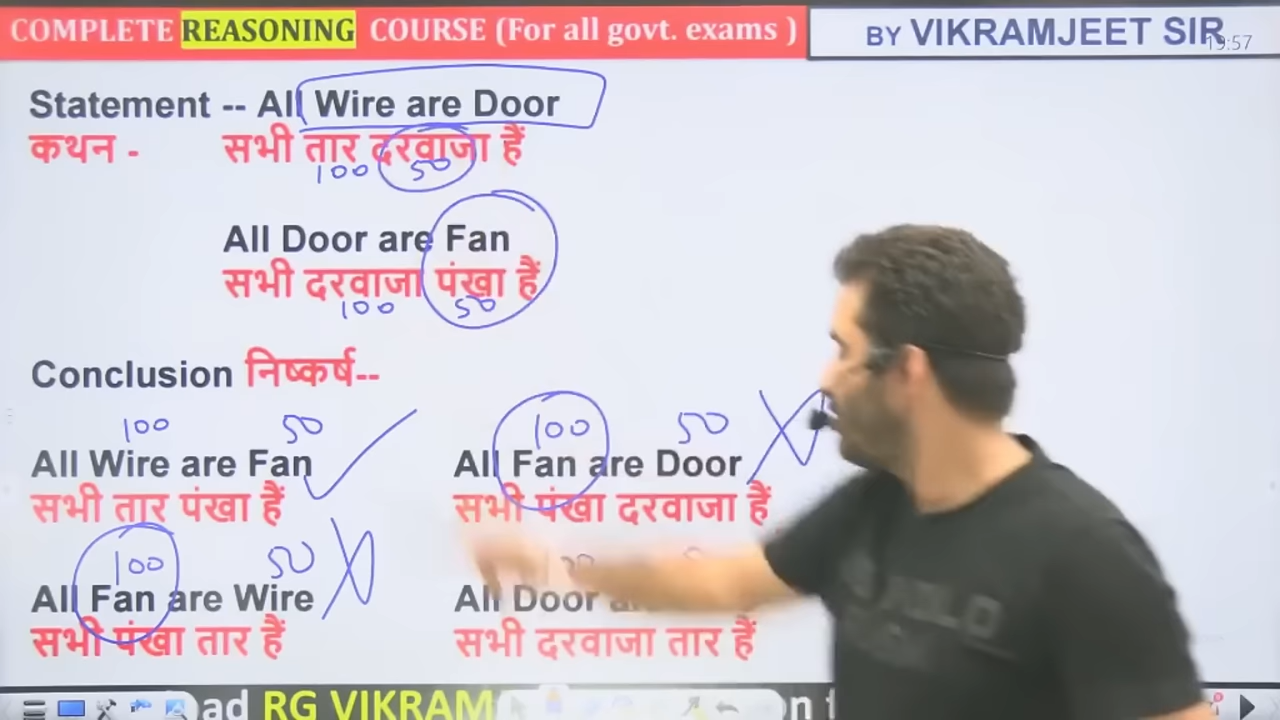 COMPLETE REASONING COURSE (For all govt. exams )
BY VIKRAMJEET SIR
19:57
Statement -- All Wire are Door
कथन - सभी तार दरवाजा हैं
100 50
All Door are Fan
सभी दरवाजा पंखा हैं
100 50
Conclusion निष्कर्ष--
100 50
All Wire are Fan
सभी तार पंखा हैं
100 50
All Fan are Door
सभी पंखा दरवाजा हैं
100 50
All Fan are Wire
सभी पंखा तार हैं
All Door
सभी दरवाजा तार हैं
RG VIKRAM